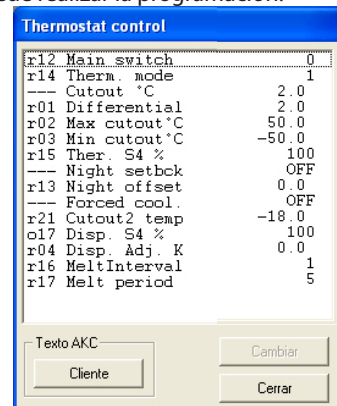 realizar la programación.
Thermostat control
r12 Main switch 0
r14 Therm. mode 1
--- Cutout °C 2.0
r01 Differential 2.0
r02 Max cutout°C 50.0
r03 Min cutout°C -50.0
r15 Ther. S4 % 100
--- Night setbck OFF
r13 Night offset 0.0
--- Forced cool. OFF
r21 Cutout2 temp -18.0
o17 Disp. S4 % 100
r04 Disp. Adj. K 0.0
r16 MeltInterval 1
r17 Melt period 5
Texto AKC
Cliente
Cambiar
Cerrar